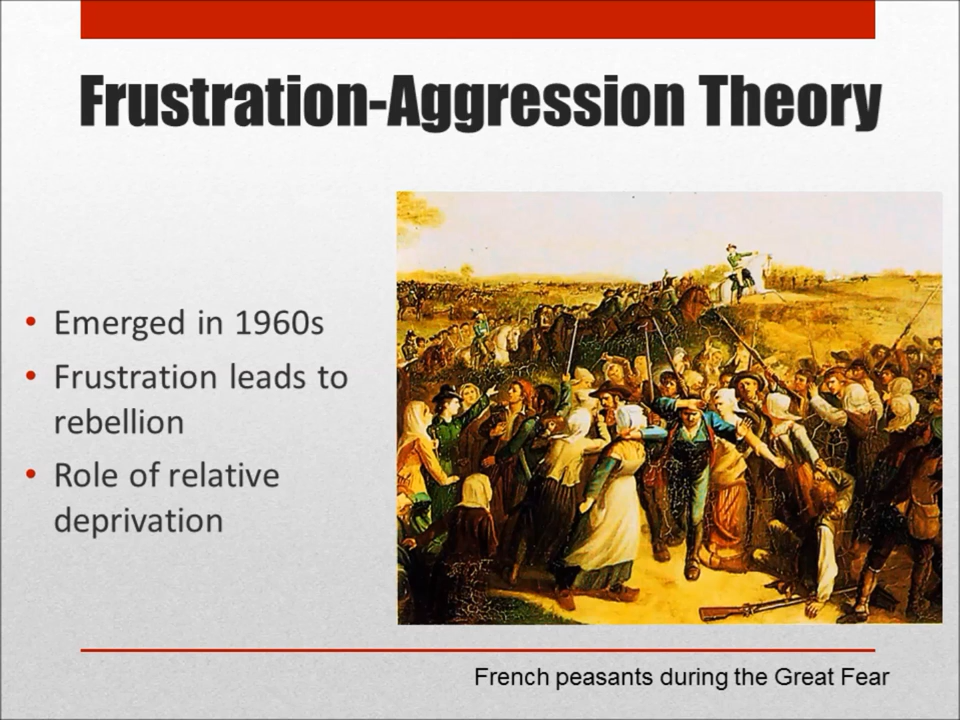 Frustration-Aggression Theory
• Emerged in 1960s
• Frustration leads to
rebellion
• Role of relative
deprivation
French peasants during the Great Fear